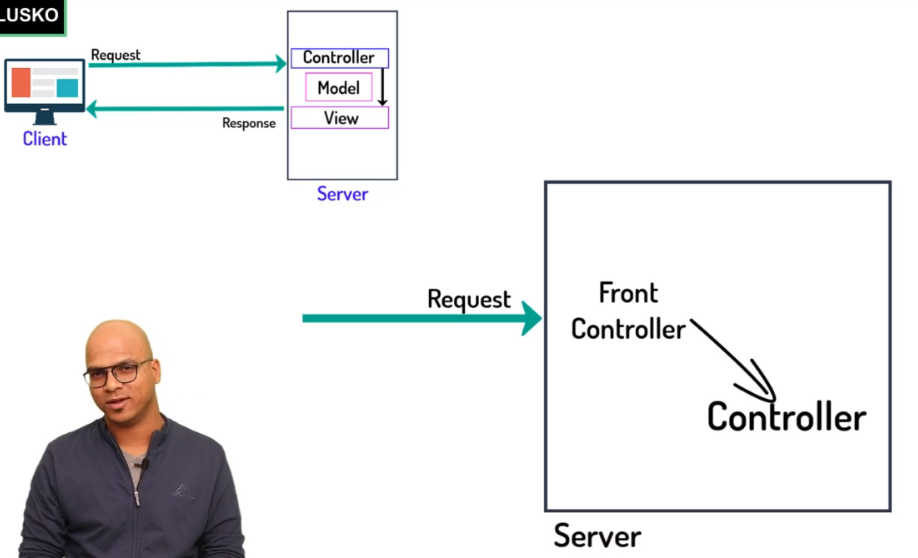 LUSKO
Request
Controller
Model
View
Response
Client
Server
Request
Front
Controller
Controller
Server